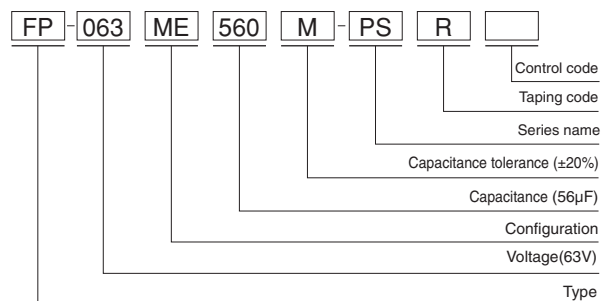 FP-063 ME 560 M-PS R
Control code
Taping code
Series name
Capacitance tolerance (±20%)
Capacitance (56µF)
Configuration
Voltage(63V)
Type